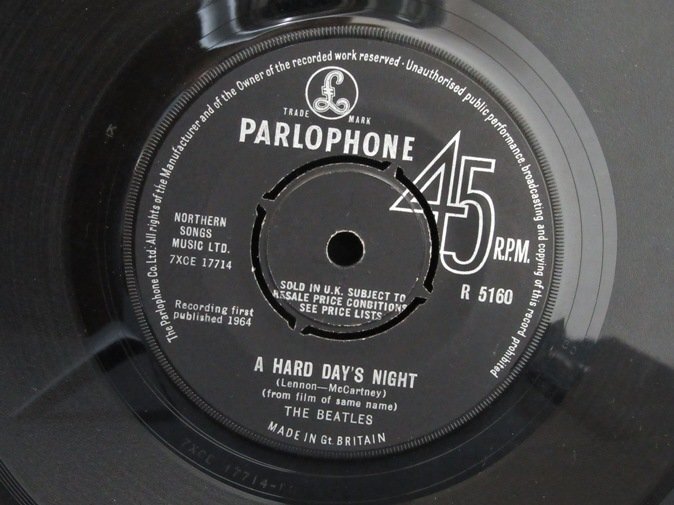 The Parlophone Co. Ltd. All rights of the Manufacturer and of the Owner of the recorded work reserved · Unauthorised public performance, broadcasting and copying of this record prohibited
£
TRADE MARK
PARLOPHONE
45
R.P.M.
NORTHERN
SONGS
MUSIC LTD.
7XCE 17714
R 5160
SOLD IN U.K. SUBJECT TO
RESALE PRICE CONDITIONS
SEE PRICE LISTS
Recording first
published 1964
A HARD DAY'S NIGHT
(Lennon—McCartney)
(from film of same name)
THE BEATLES
MADE IN Gt. BRITAIN
7XCE 17714